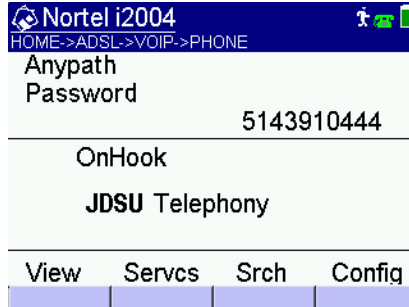 Nortel i2004
HOME->ADSL->VOIP->PHONE
Anypath
Password
5143910444
OnHook
JDSU Telephony
View Servcs Srch Config